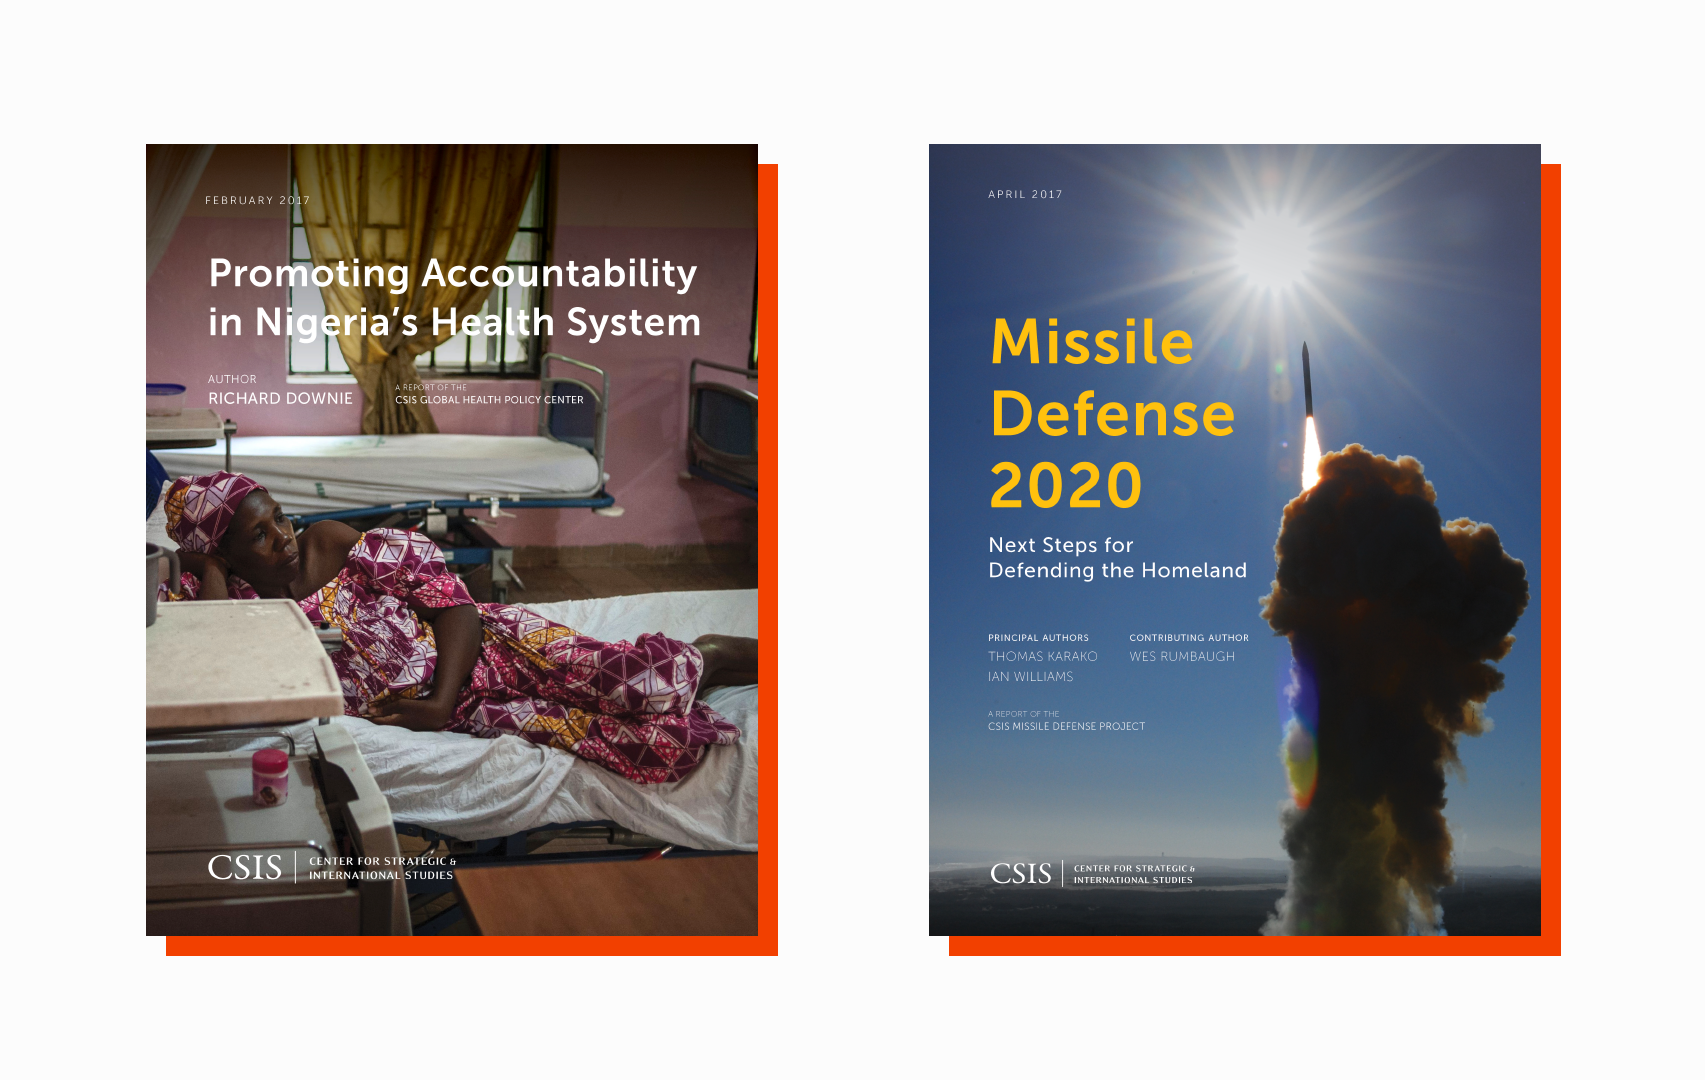 FEBRUARY 2017
Promoting Accountability
in Nigeria’s Health System
AUTHOR
RICHARD DOWNIE
A REPORT OF THE
CSIS GLOBAL HEALTH POLICY CENTER
CSIS
CENTER FOR STRATEGIC &
INTERNATIONAL STUDIES
APRIL 2017
Missile
Defense
2020
Next Steps for
Defending the Homeland
PRINCIPAL AUTHORS
THOMAS KARAKO
IAN WILLIAMS
CONTRIBUTING AUTHOR
WES RUMBAUGH
A REPORT OF THE
CSIS MISSILE DEFENSE PROJECT
CSIS
CENTER FOR STRATEGIC &
INTERNATIONAL STUDIES